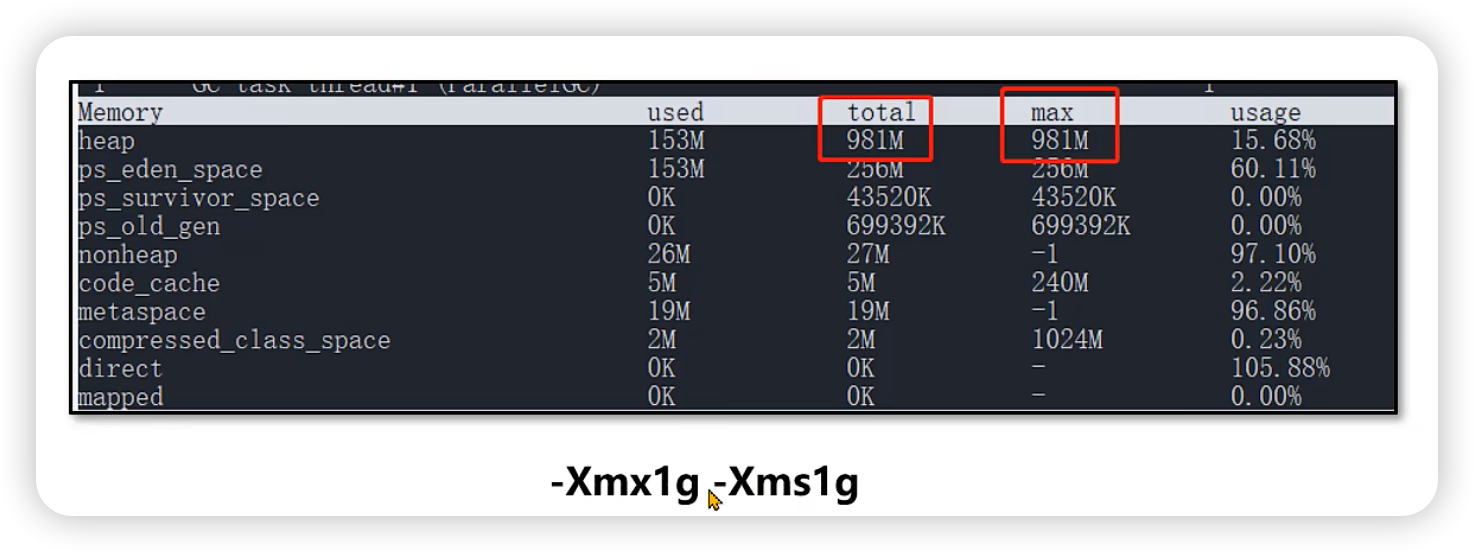 1 GC task thread#1 (ParallelGC) 1
Memory used total max usage
heap 153M 981M 981M 15.68%
ps_eden_space 153M 256M 256M 60.11%
ps_survivor_space 0K 43520K 43520K 0.00%
ps_old_gen 0K 699392K 699392K 0.00%
nonheap 26M 27M -1 97.10%
code_cache 5M 5M 240M 2.22%
metaspace 19M 19M -1 96.86%
compressed_class_space 2M 2M 1024M 0.23%
direct 0K 0K - 105.88%
mapped 0K 0K - 0.00%
-Xmx1g -Xms1g